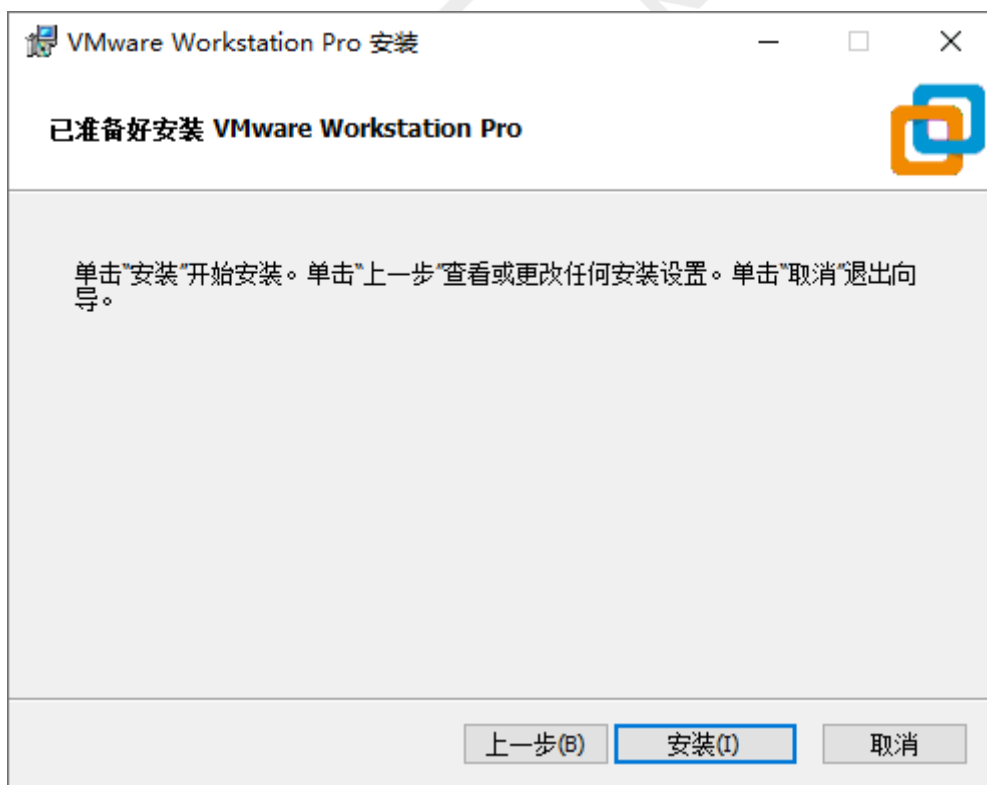 VMware Workstation Pro 安装
已准备好安装 VMware Workstation Pro
单击"安装"开始安装。单击"上一步"查看或更改任何安装设置。单击"取消"退出向
导。
上一步(B) 安装(I) 取消